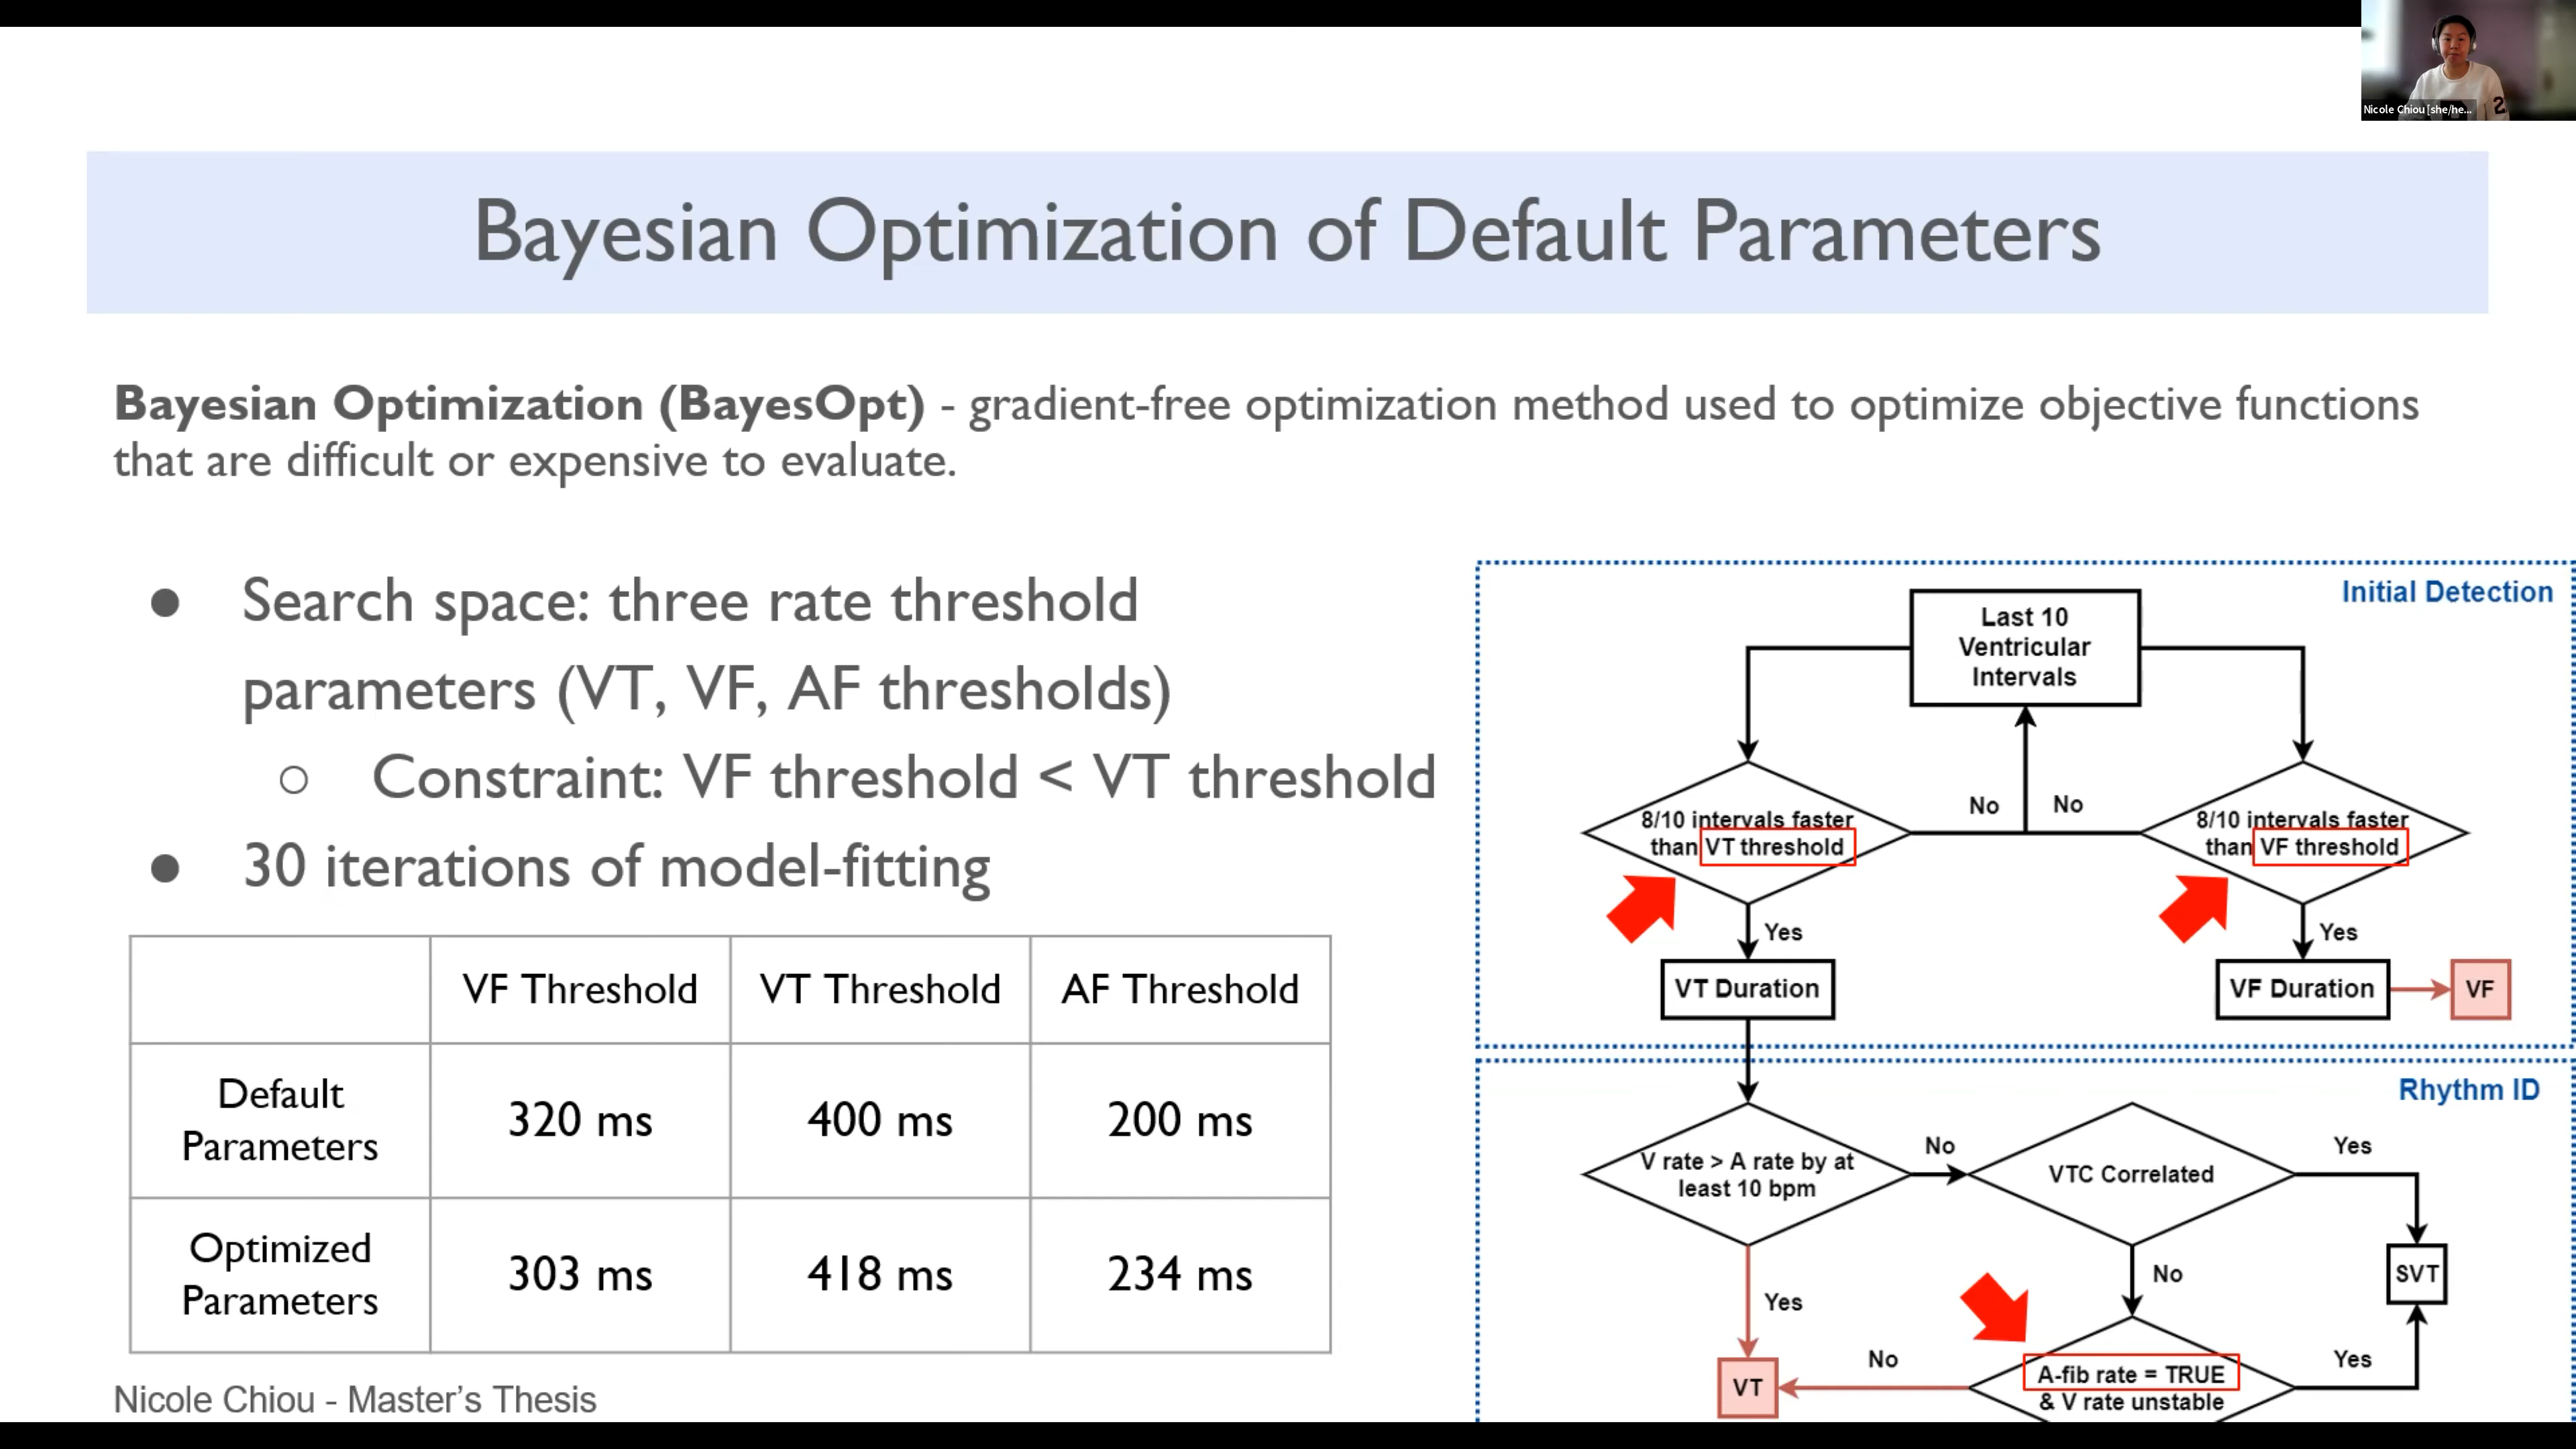 Nicole Chiou [she/he...
2
Bayesian Optimization of Default Parameters
Bayesian Optimization (BayesOpt) - gradient-free optimization method used to optimize objective functions
that are difficult or expensive to evaluate.
● Search space: three rate threshold
parameters (VT, VF, AF thresholds)
○ Constraint: VF threshold < VT threshold
● 30 iterations of model-fitting
VF Threshold VT Threshold AF Threshold
Default
Parameters
320 ms 400 ms 200 ms
Optimized
Parameters
303 ms 418 ms 234 ms
Nicole Chiou - Master's Thesis
Initial Detection
Last 10
Ventricular
Intervals
8/10 intervals faster
than VT threshold
No
No
8/10 intervals faster
than VF threshold
Yes
Yes
VT Duration
VF Duration
VF
Rhythm ID
V rate > A rate by at
least 10 bpm
No
VTC Correlated
Yes
Yes
No
SVT
VT
No
A-fib rate = TRUE
& V rate unstable
Yes